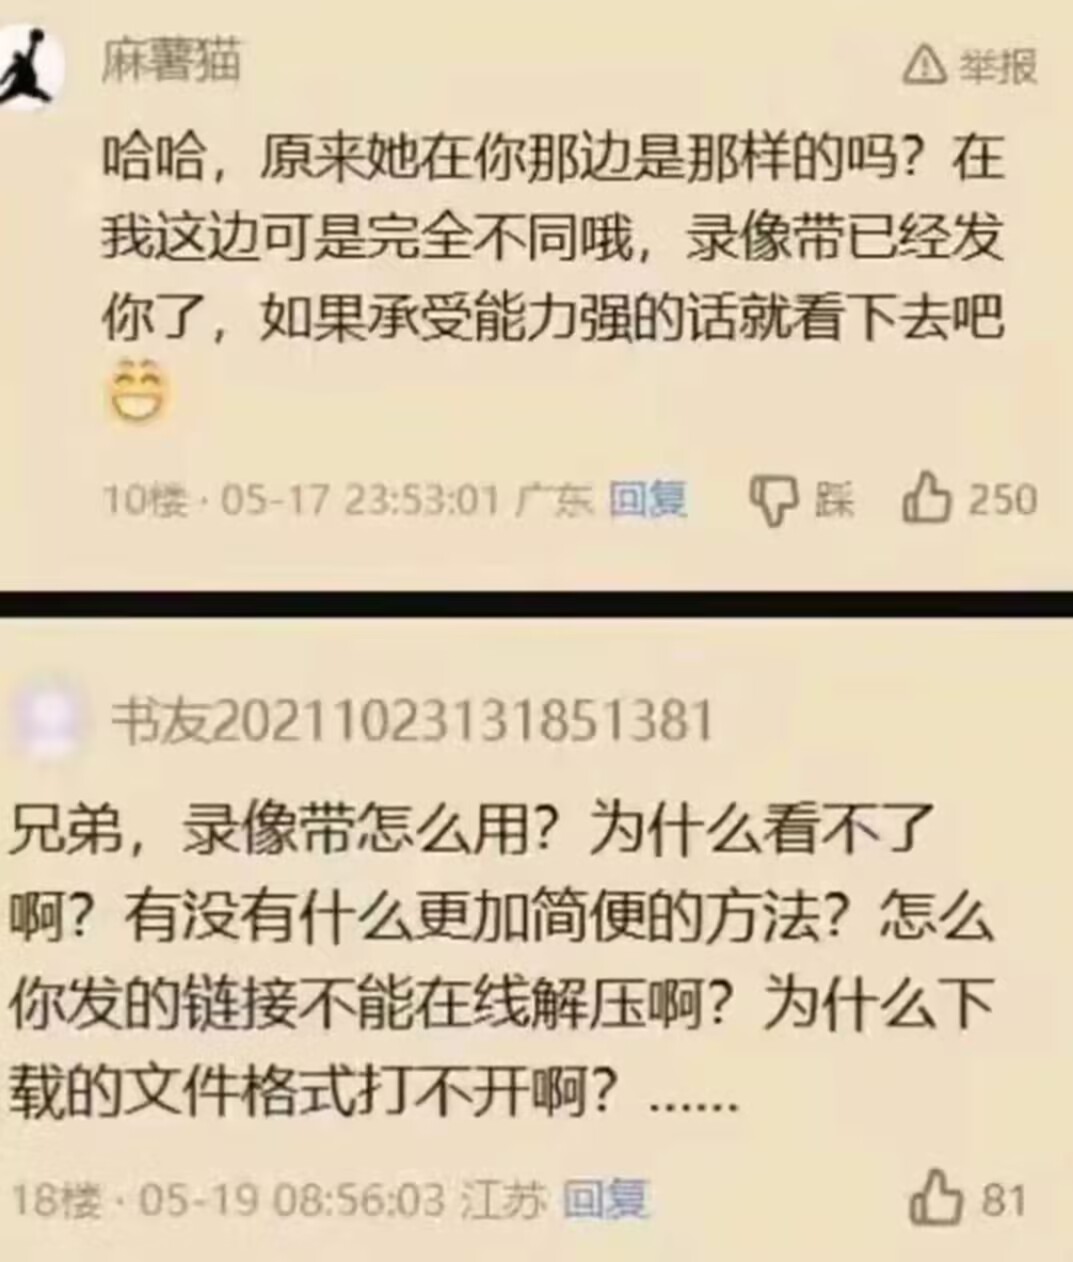 麻薯猫
举报
哈哈，原来她在你那边是那样的吗？在
我这边可是完全不同哦，录像带已经发
你了，如果承受能力强的话就看下去吧
😄
10楼 · 05-17 23:53:01 广东 回复 踩 250
书友20211023131851381
兄弟，录像带怎么用？为什么看不了
啊？有没有什么更加简便的方法？怎么
你发的链接不能在线解压啊？为什么下
载的文件格式打不开啊？......
18楼 · 05-19 08:56:03 江苏 回复 81